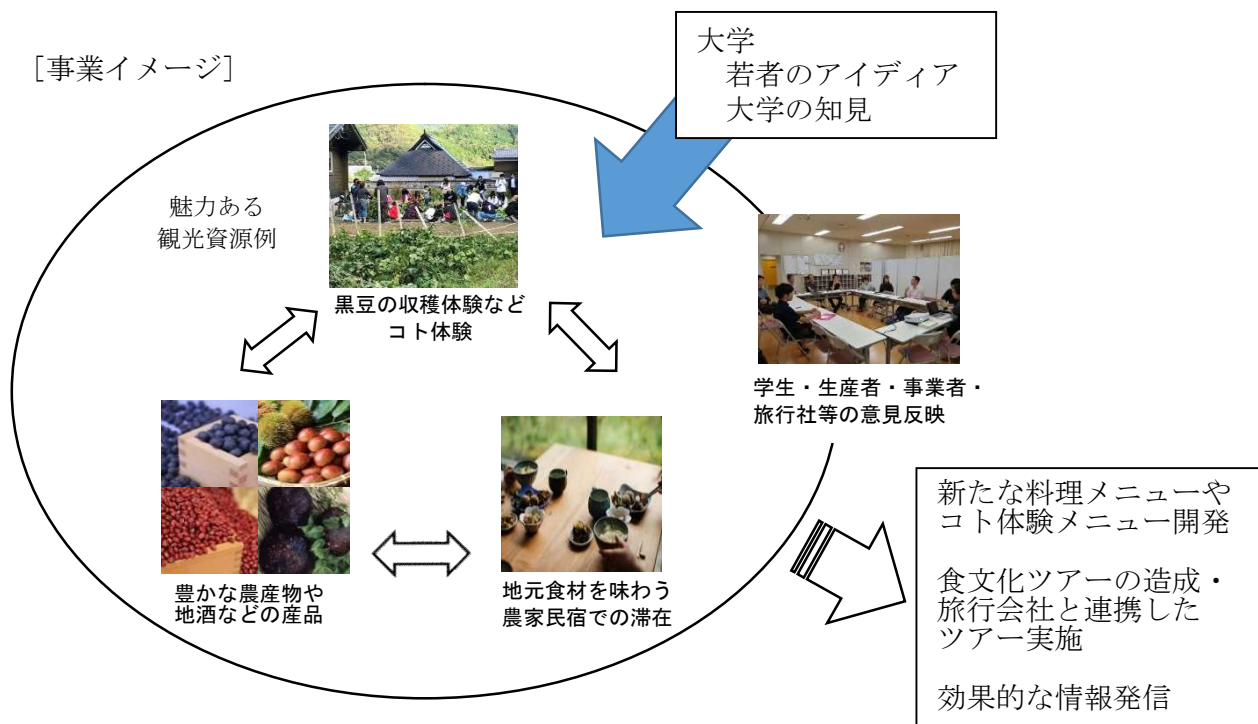 [事業イメージ]
大学
若者のアイディア
大学の知見
魅力ある
観光資源例
黒豆の収穫体験など
コト体験
学生・生産者・事業者・
旅行社等の意見反映
豊かな農産物や
地酒などの産品
地元食材を味わう
農家民宿での滞在
新たな料理メニューや
コト体験メニュー開発
食文化ツアーの造成・
旅行会社と連携した
ツアー実施
効果的な情報発信